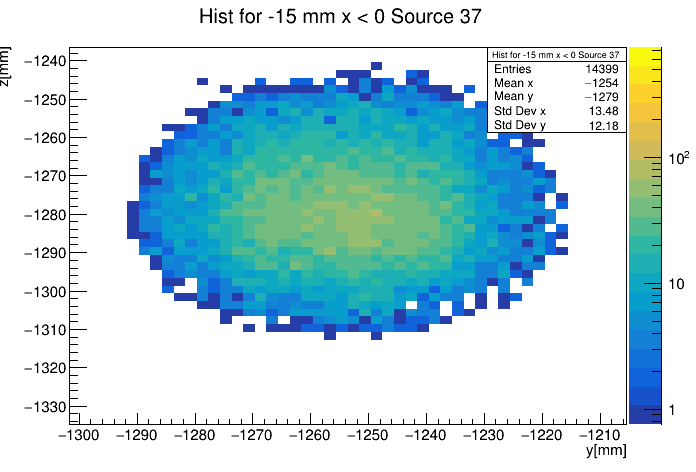 Hist for -15 mm x < 0 Source 37
z[mm]
Hist for -15 mm x < 0 Source 37
Entries 14399
Mean x −1254
Mean y −1279
Std Dev x 13.48
Std Dev y 12.18
−1240
−1250
−1260
−1270
−1280
−1290
−1300
−1310
−1320
−1330
10²
10
1
−1300 −1290 −1280 −1270 −1260 −1250 −1240 −1230 −1220 −1210
y[mm]